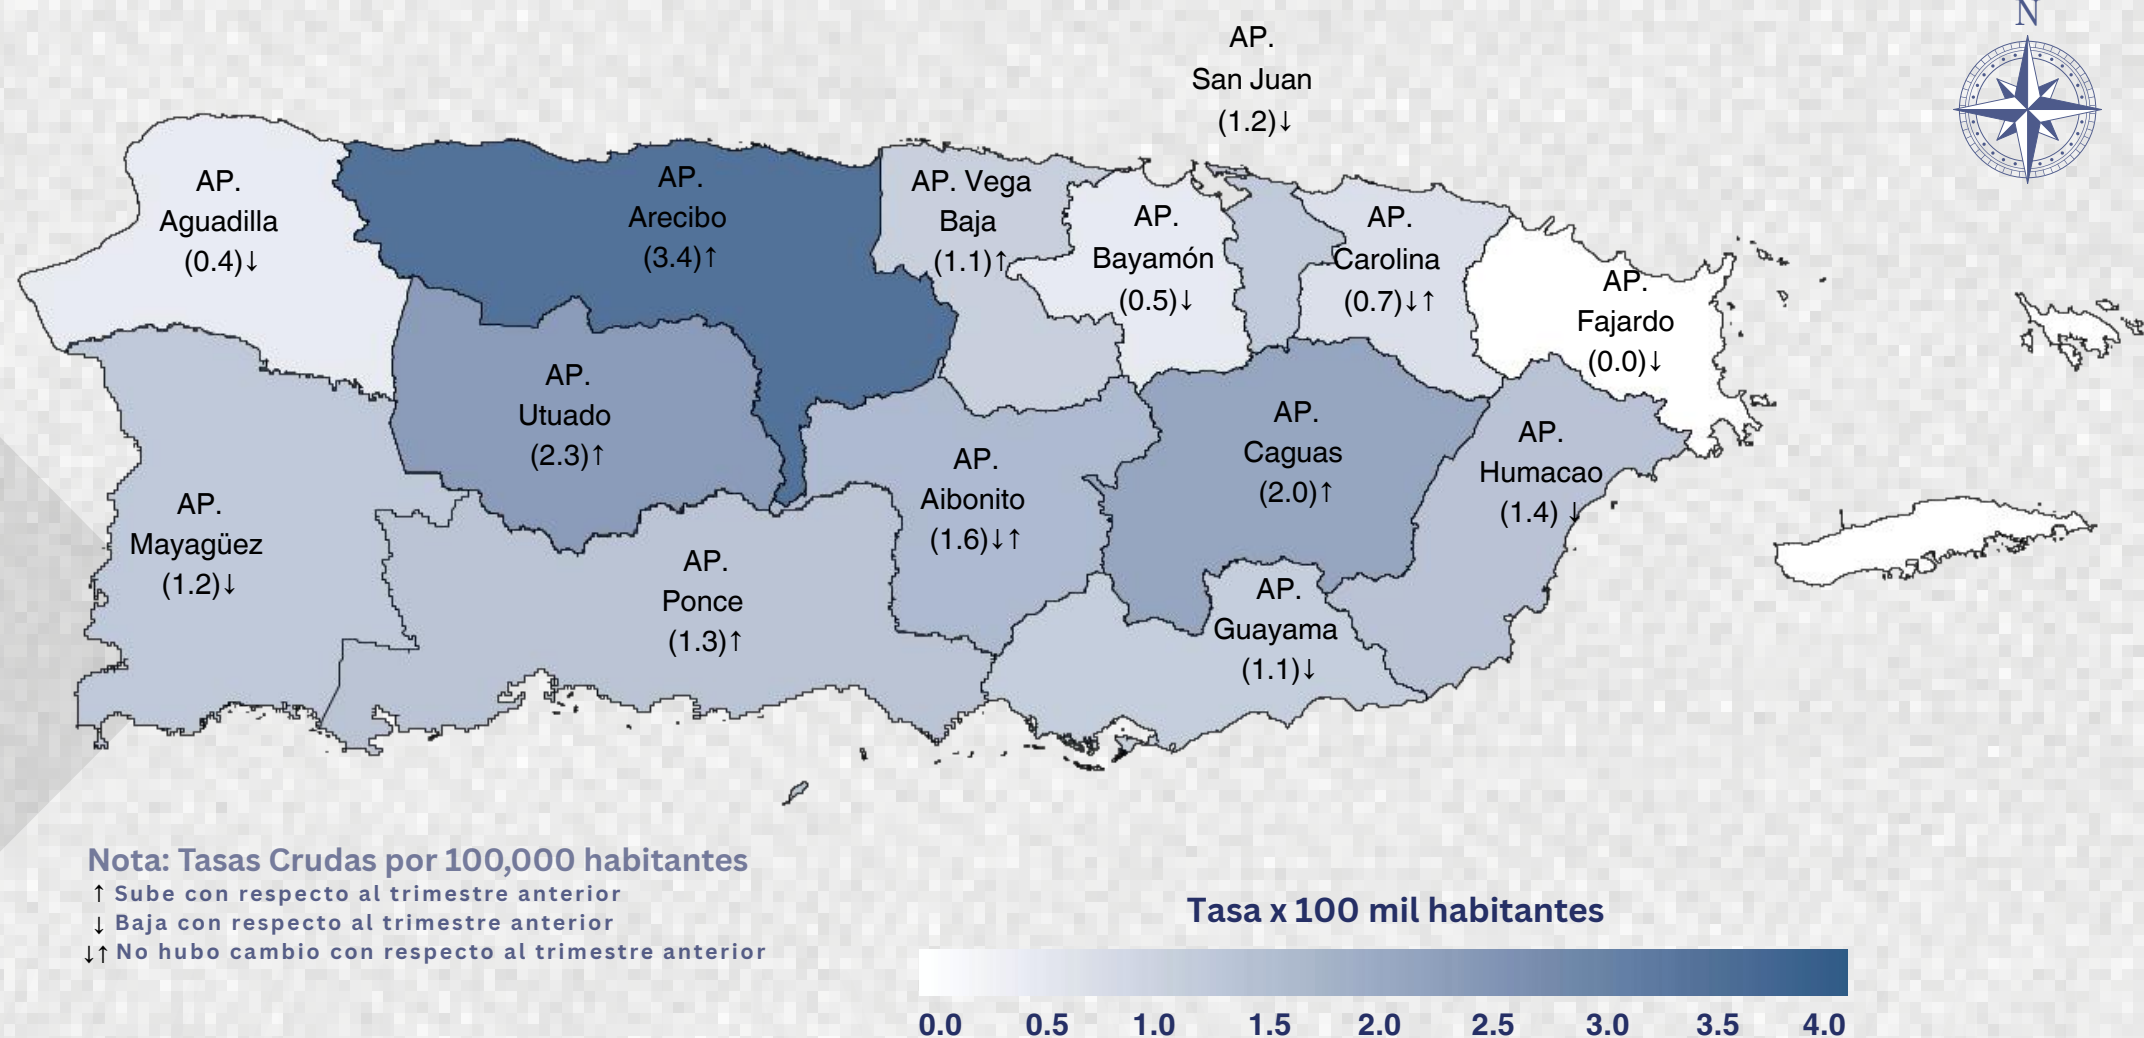 N
AP.
San Juan
(1.2)↓
AP.
Aguadilla
(0.4)↓
AP.
Arecibo
(3.4)↑
AP. Vega
Baja
(1.1)↑
AP.
Bayamón
(0.5)↓
AP.
Carolina
(0.7)↓↑
AP.
Fajardo
(0.0)↓
AP.
Utuado
(2.3)↑
AP.
Mayagüez
(1.2)↓
AP.
Ponce
(1.3)↑
AP.
Aibonito
(1.6)↓↑
AP.
Caguas
(2.0)↑
AP.
Humacao
(1.4) ↓
AP.
Guayama
(1.1)↓
Nota: Tasas Crudas por 100,000 habitantes
↑ Sube con respecto al trimestre anterior
↓ Baja con respecto al trimestre anterior
↓↑ No hubo cambio con respecto al trimestre anterior
Tasa x 100 mil habitantes
0.0 0.5 1.0 1.5 2.0 2.5 3.0 3.5 4.0